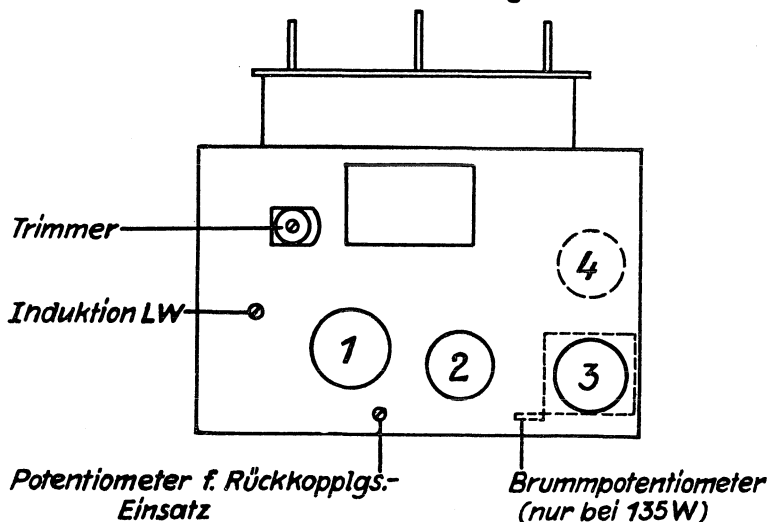 4
Trimmer
Induktion LW
1
2
3
Potentiometer f. Rückkopplgs.-
Einsatz
Brummpotentiometer
(nur bei 135W)